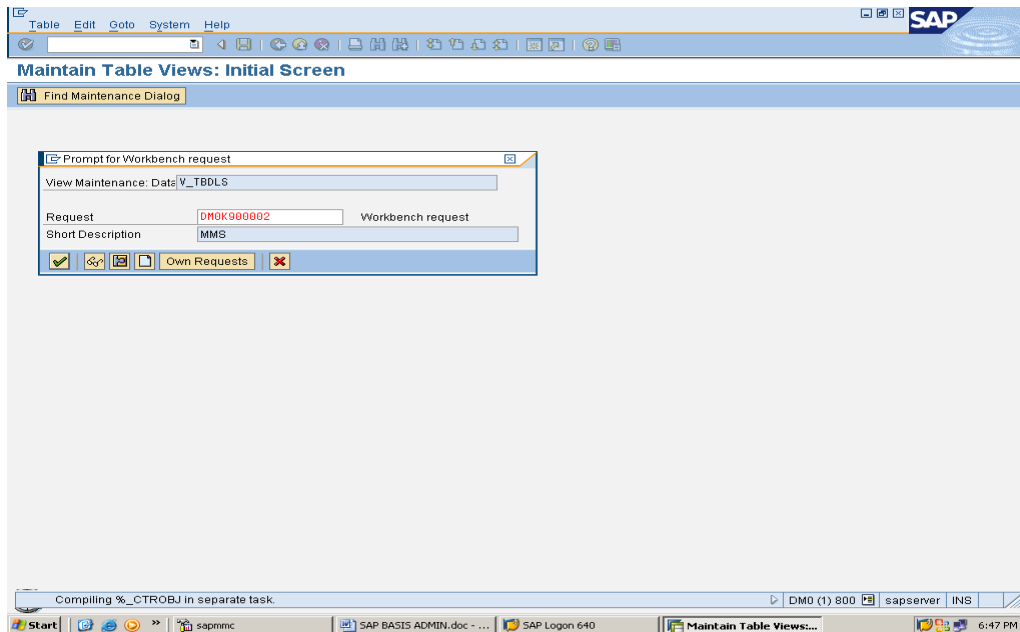 Table Edit Goto System Help
SAP
Maintain Table Views: Initial Screen
Find Maintenance Dialog
Prompt for Workbench request
View Maintenance: Data V_TBDLS
Request DM0K900002 Workbench request
Short Description MMS
Own Requests
Compiling %_CTROBJ in separate task.
DM0 (1) 800 sapserver INS
Start » sapmmc SAP BASIS ADMIN.doc - ... SAP Logon 640 Maintain Table Views:... 6:47 PM